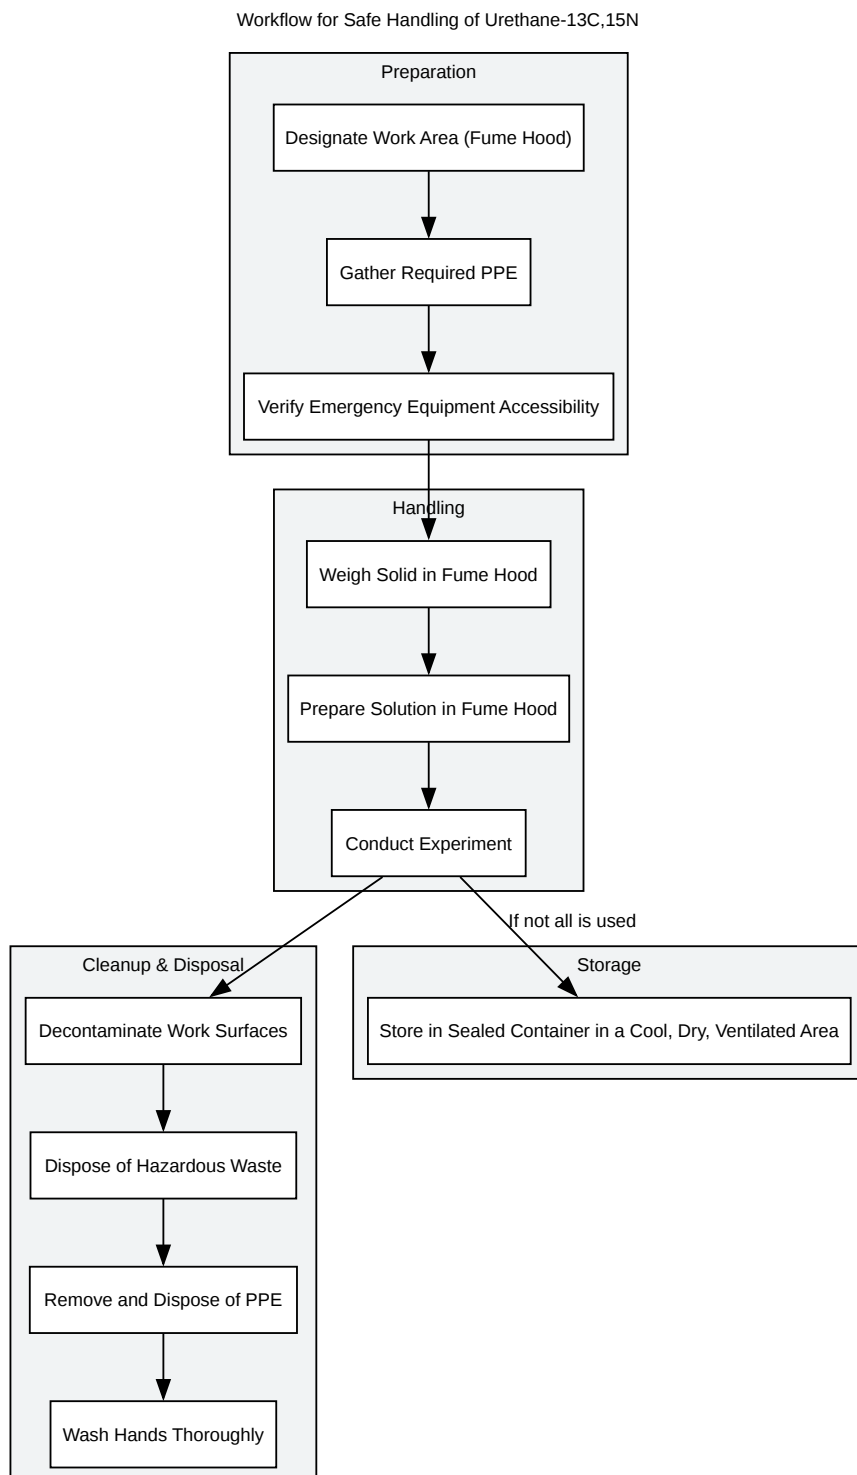 Workflow for Safe Handling of Urethane-13C,15N
Preparation
Designate Work Area (Fume Hood)
Gather Required PPE
Verify Emergency Equipment Accessibility
Handling
Weigh Solid in Fume Hood
Prepare Solution in Fume Hood
Conduct Experiment
If not all is used
Cleanup & Disposal
Decontaminate Work Surfaces
Dispose of Hazardous Waste
Remove and Dispose of PPE
Wash Hands Thoroughly
Storage
Store in Sealed Container in a Cool, Dry, Ventilated Area